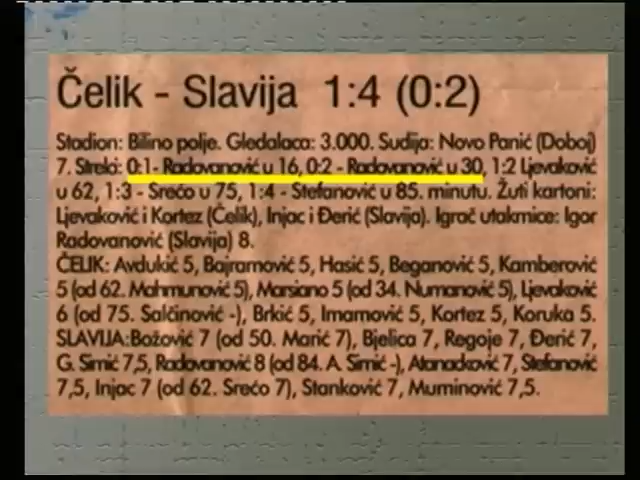 Čelik - Slavija 1:4 (0:2)
Stadion: Bilino polje. Gledalaca: 3.000. Sudija: Novo Panić (Doboj)
7. Strelci: 0:1- Radovanović u 16, 0:2 - Radovanović u 30, 1:2 Ljevaković
u 62, 1:3 - Srećo u 75, 1:4 - Stefanović u 85. minutu. Žuti kartoni:
Ljevaković i Kortez (Čelik), Injac i Đerić (Slavija). Igrač utakmice: Igor
Radovanović (Slavija) 8.
ČELIK: Avdukić 5, Bajramović 5, Hasić 5, Beganović 5, Kamberović
5 (od 62. Mahmunović 5), Marsiano 5 (od 34. Numanović 5), Ljevaković
6 (od 75. Salčinović -), Brkić 5, Imamović 5, Kortez 5, Koruka 5.
SLAVIJA:Božović 7 (od 50. Marić 7), Bjelica 7, Regoje 7, Đerić 7,
G. Simić 7,5, Radovanović 8 (od 84. A. Simić -), Atanacković 7, Stefanović
7,5, Injac 7 (od 62. Srećo 7), Stanković 7, Muminović 7,5.